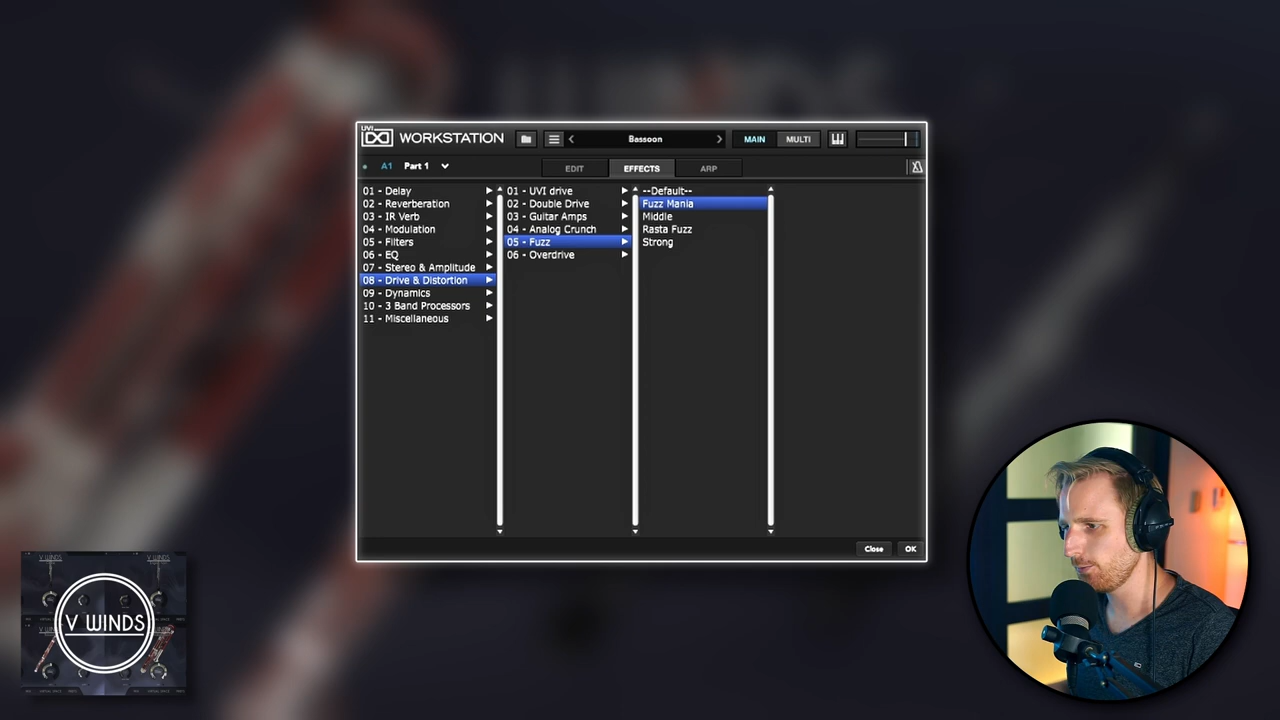 UVI
WORKSTATION
Bassoon
MAIN
MULTI
A1 Part 1
EDIT
EFFECTS
ARP
01 - Delay
02 - Reverberation
03 - IR Verb
04 - Modulation
05 - Filters
06 - EQ
07 - Stereo & Amplitude
08 - Drive & Distortion
09 - Dynamics
10 - 3 Band Processors
11 - Miscellaneous
01 - UVI drive
02 - Double Drive
03 - Guitar Amps
04 - Analog Crunch
05 - Fuzz
06 - Overdrive
--Default--
Fuzz Mania
Middle
Rasta Fuzz
Strong
Close
OK
V WINDS